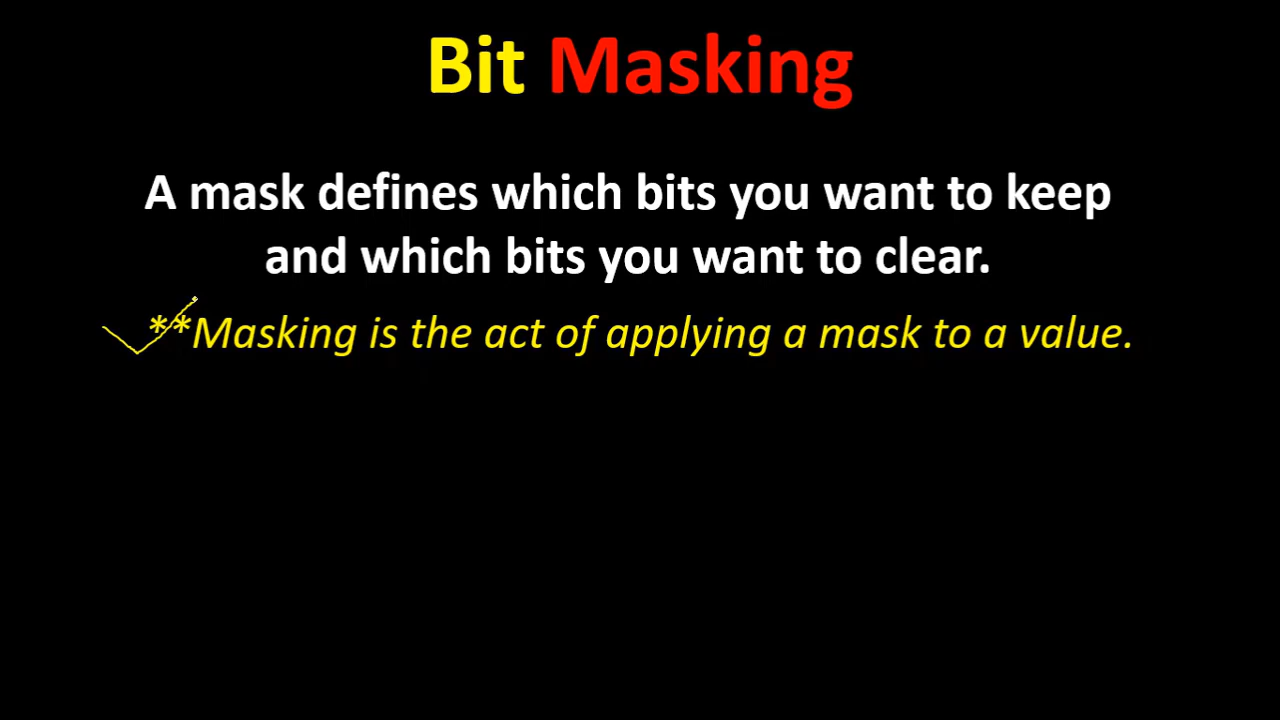 Bit Masking
A mask defines which bits you want to keep
and which bits you want to clear.
**Masking is the act of applying a mask to a value.